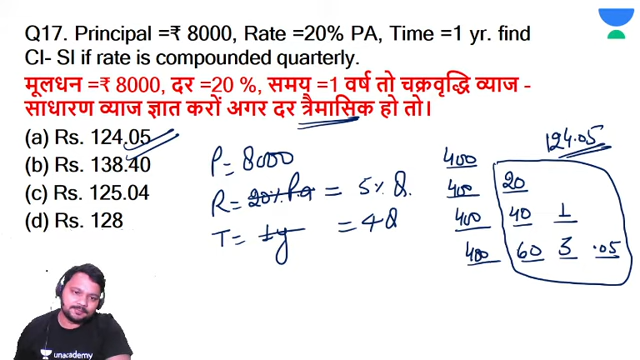 Q17. Principal =₹ 8000, Rate =20% PA, Time =1 yr. find
CI- SI if rate is compounded quarterly.
मूलधन =₹ 8000, दर =20 %, समय =1 वर्ष तो चक्रवृद्धि व्याज -
साधारण व्याज ज्ञात करों अगर दर त्रैमासिक हो तो।
(a) Rs. 124.05
(b) Rs. 138.40
(c) Rs. 125.04
(d) Rs. 128
P= 8000
R= 20% Pa = 5% Q.
T= 1y = 4Q
124.05
400
400 20
400 40 1
400 60 3 .05
unacademy